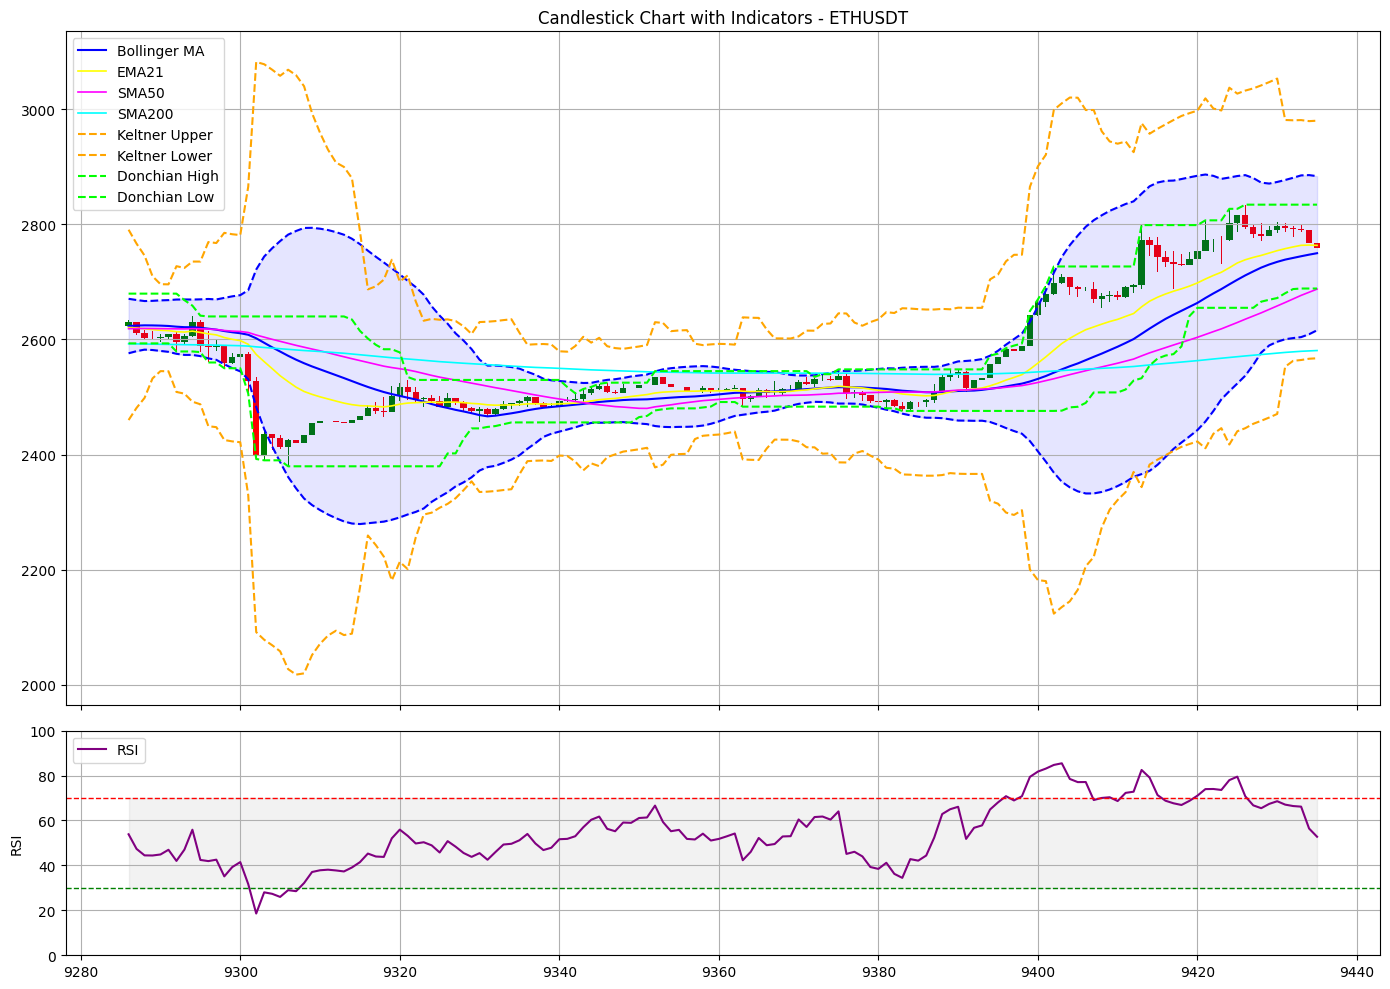 Candlestick Chart with Indicators - ETHUSDT
Bollinger MA
EMA21
SMA50
SMA200
Keltner Upper
Keltner Lower
Donchian High
Donchian Low
3000
2800
2600
2400
2200
2000
RSI
100
80
60
40
20
0
RSI
9280
9300
9320
9340
9360
9380
9400
9420
9440